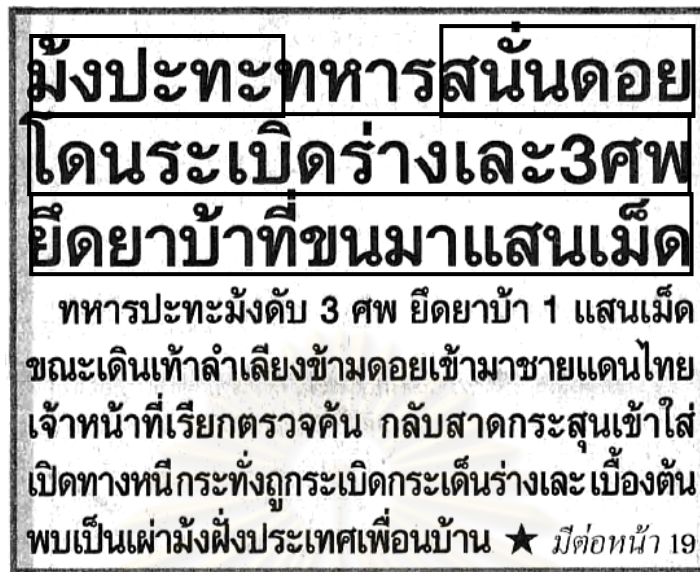 ม้งปะทะทหารสนั่นดอย
โดนระเบิดร่างเละ3ศพ
ยึดยาบ้าที่ขนมาแสนเม็ด
ทหารปะทะม้งดับ 3 ศพ ยึดยาบ้า 1 แสนเม็ด
ขณะเดินเท้าลำเลียงข้ามดอยเข้ามาชายแดนไทย
เจ้าหน้าที่เรียกตรวจค้น กลับสาดกระสุนเข้าใส่
เปิดทางหนีกระทั่งถูกระเบิดกระเด็นร่างเละ เบื้องต้น
พบเป็นเผ่าม้งฝั่งประเทศเพื่อนบ้าน ★ มีต่อหน้า 19